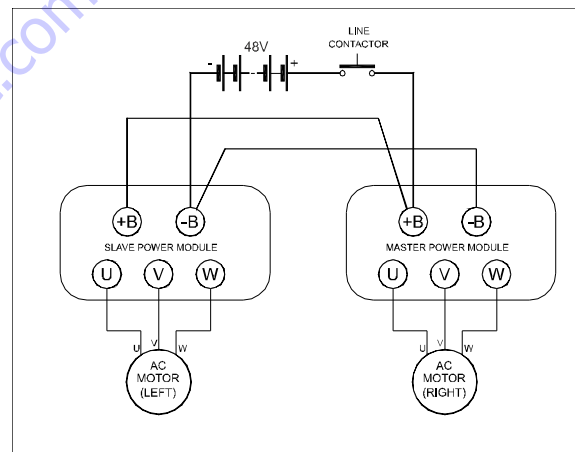 LINE
CONTACTOR
48V
- +
+B -B +B -B
SLAVE POWER MODULE MASTER POWER MODULE
U V W U V W
U V W U V W
AC
MOTOR
(LEFT)
AC
MOTOR
(RIGHT)